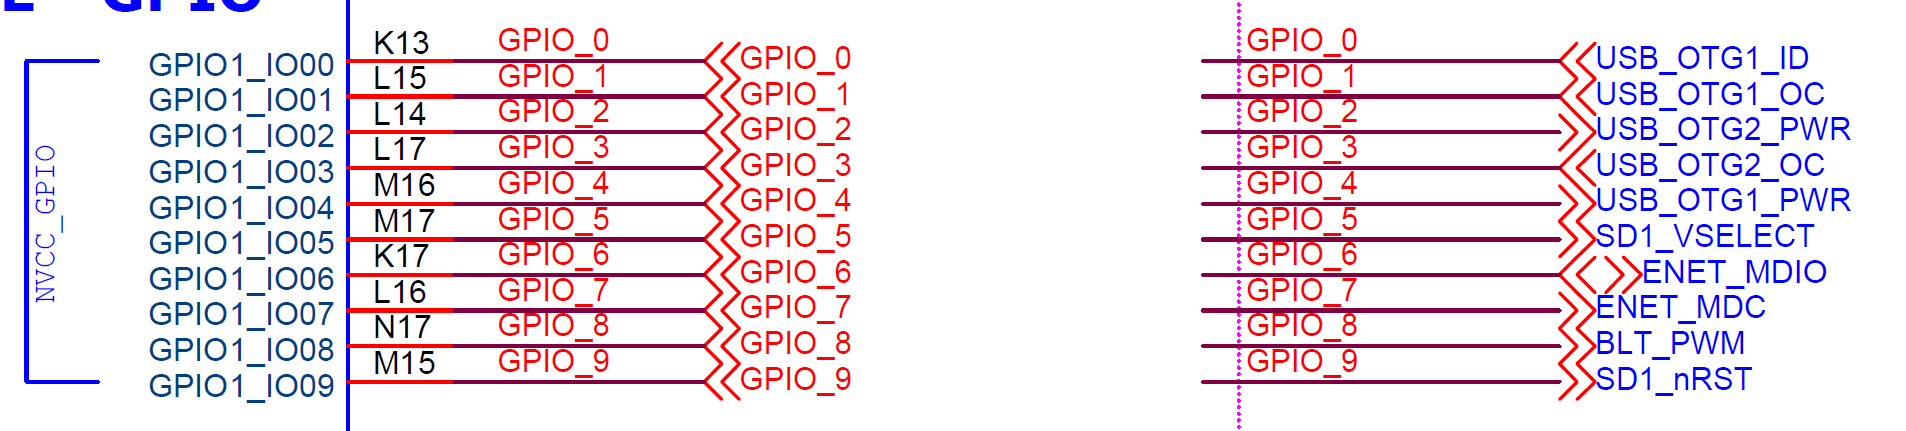 GPIO
NVCC_GPIO
GPIO1_IO00 K13 GPIO_0 GPIO_0 GPIO_0 USB_OTG1_ID
GPIO1_IO01 L15 GPIO_1 GPIO_1 GPIO_1 USB_OTG1_OC
GPIO1_IO02 L14 GPIO_2 GPIO_2 GPIO_2 USB_OTG2_PWR
GPIO1_IO03 L17 GPIO_3 GPIO_3 GPIO_3 USB_OTG2_OC
GPIO1_IO04 M16 GPIO_4 GPIO_4 GPIO_4 USB_OTG1_PWR
GPIO1_IO05 M17 GPIO_5 GPIO_5 GPIO_5 SD1_VSELECT
GPIO1_IO06 K17 GPIO_6 GPIO_6 GPIO_6 ENET_MDIO
GPIO1_IO07 L16 GPIO_7 GPIO_7 GPIO_7 ENET_MDC
GPIO1_IO08 N17 GPIO_8 GPIO_8 GPIO_8 BLT_PWM
GPIO1_IO09 M15 GPIO_9 GPIO_9 GPIO_9 SD1_nRST